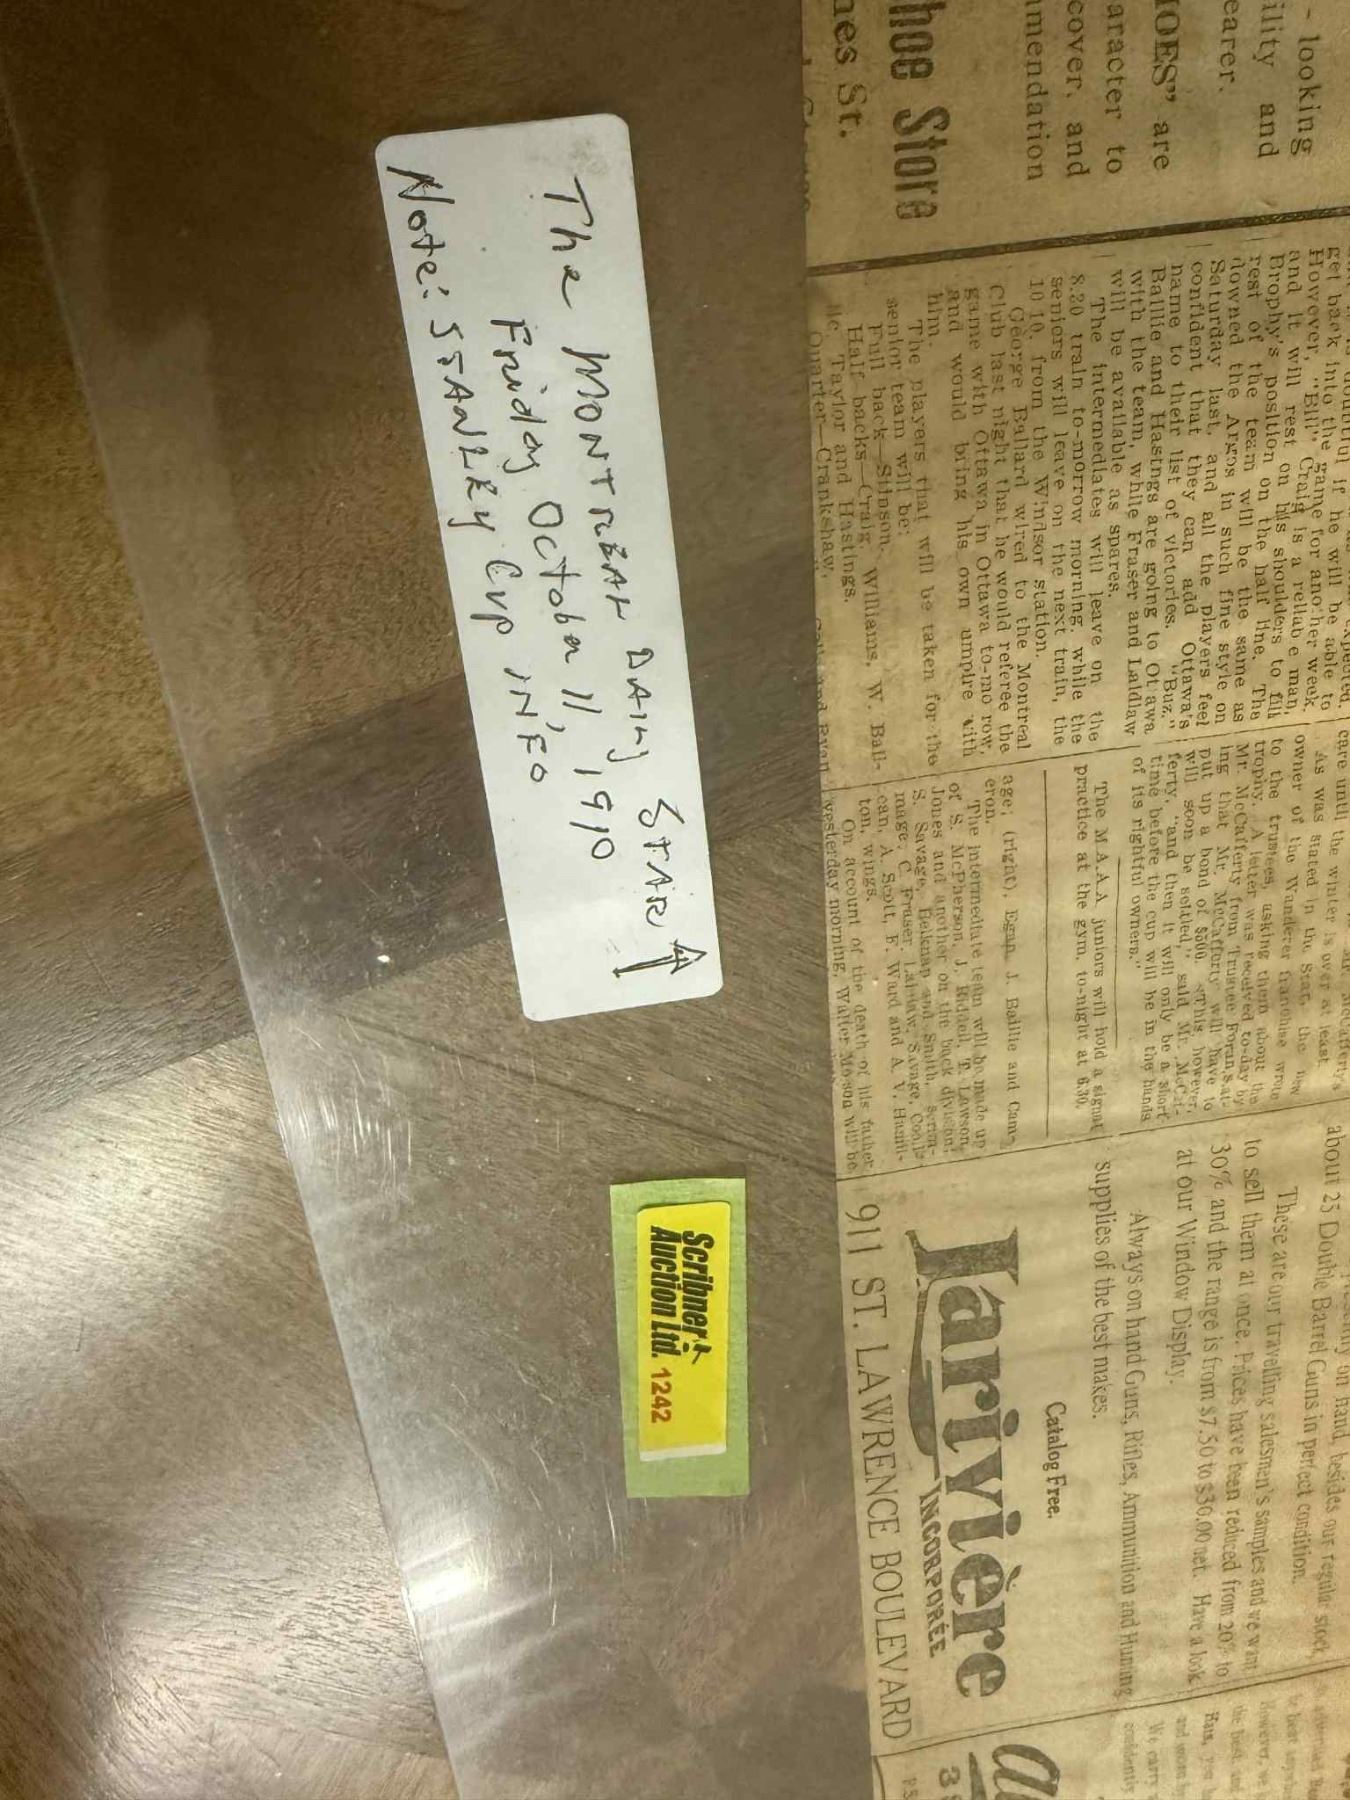 - looking
ility and
earer.
OES" are
aracter to
cover, and
mmendation
hoe Store
mes St.
get back into the game for another week.
However, "Bill" Craig is a reliable man,
and it will rest on his shoulders to fill
Brophy's position on the half line. The
rest of the team will be the same as
downed the Argos in such fine style on
Saturday last, and all the players feel
confident that they can add Ottawa's
name to their list of victories. "Buz."
Baillie and Hastngs are going to Ottawa
with the team, while Fraser and Laidlaw
will be available as spares.
The intermediates will leave on the
8.20 train to-morrow morning, while the
seniors will leave on the next train, the
10 10, from the Windsor station.
George Ballard wired to the Montreal
Club last night that he would referee the
game with Ottawa in Ottawa to-mo row,
and would bring his own umpire with
him.
The players that will be taken for the
senior team will be:
Full back—Stinson.
Half backs—Craig, Williams, W. Bail-
lie, Taylor and Hastings.
Quarter—Crankshaw.
care until the winter is over at least.
As was stated in the Star, the new
owner of the Wanderer franchise wrote
to the trustees, asking them about the
trophy. A letter was received to-day by
Mr. McCafferty from Trustee Foran, stat-
ing that Mr. McCafferty will have to
put up a bond of $500. "This, however,
will soon be settled," said Mr. McCaf-
ferty, "and then it will only be a short
time before the cup will be in the hands
of its rightful owners."
The M.A.A.A. juniors will hold a signal
practice at the gym. to-night at 6.30.
age; (right), Egan, J. Baillie and Cam-
eron.
The intermediate team will be made up
of S. McPherson, J. Riddell, T. Lawson,
Jones and another on the back division;
S. Savage, Belknap and Smith, scrim-
mage; C. Fraser, Laidlaw, Savage,
can, A. Scott, F. Ward and A. V. Hamil-
ton, wings.
On account of the death of his father
yesterday morning, Walter Molson will be
about 25 Double Barrel Guns in perfect condition.
These are our travelling salesmen's samples and we want
to sell them at once. Prices have been reduced from 20% to
30% and the range is from $7.50 to $30.00 net. Have a look
at our Window Display.
Always on hand Guns, Rifles, Ammunition and Hunting
supplies of the best makes.
Catalog Free.
Larivière
INCORPORÉE
911 ST. LAWRENCE BOULEVARD
The MONTREAL DAILY STAR
Friday October 11, 1910
Note: STANLEY CUP INFO
Scribner
Auction Ltd. 1242